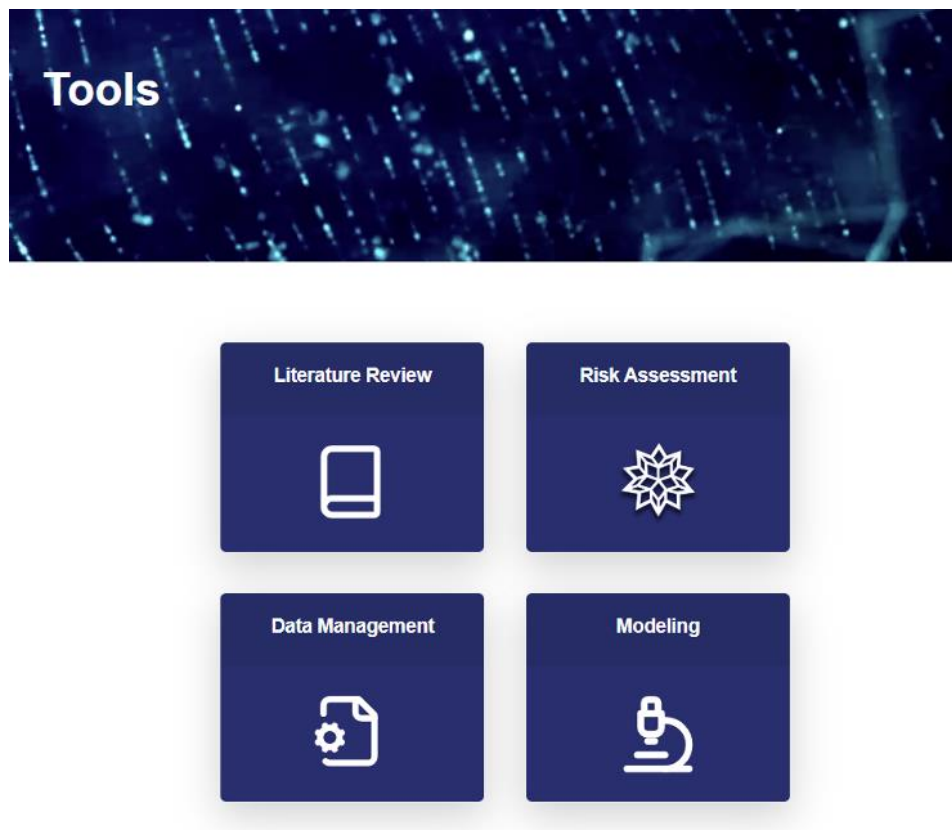 Tools
Literature Review
Risk Assessment
Data Management
Modeling